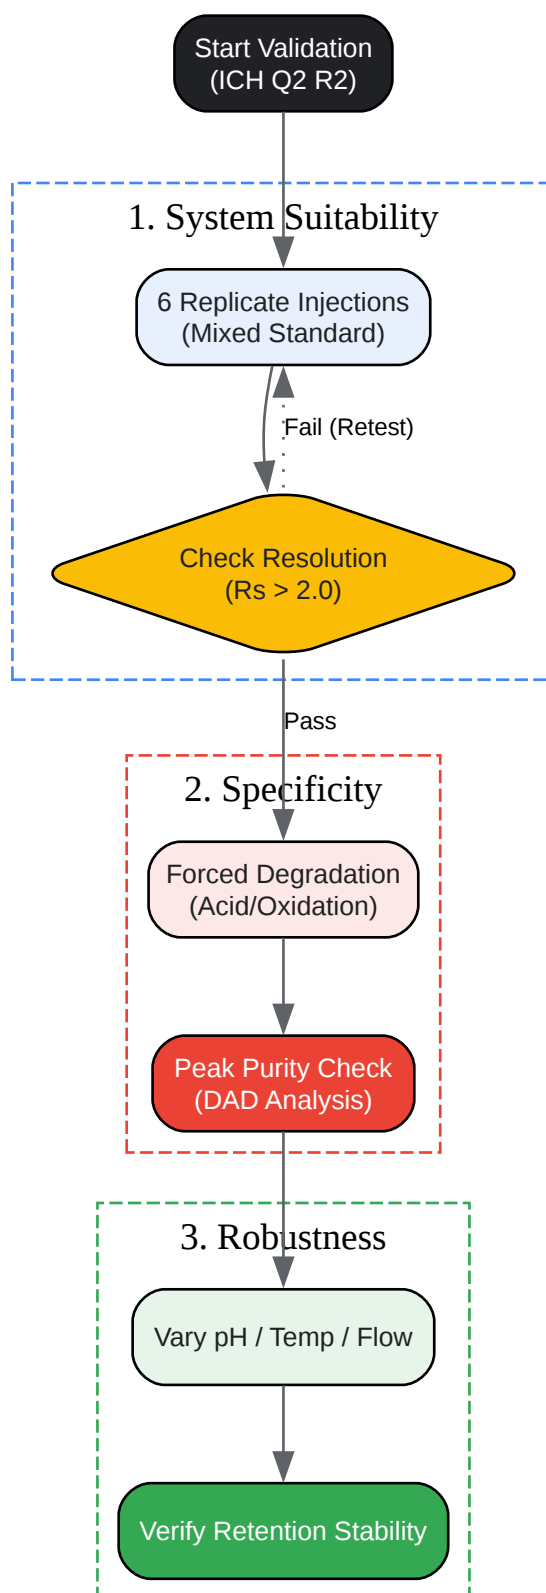 Start Validation
(ICH Q2 R2)
1. System Suitability
6 Replicate Injections
(Mixed Standard)
Fail (Retest)
Check Resolution
(Rs > 2.0)
Pass
2. Specificity
Forced Degradation
(Acid/Oxidation)
Peak Purity Check
(DAD Analysis)
3. Robustness
Vary pH / Temp / Flow
Verify Retention Stability